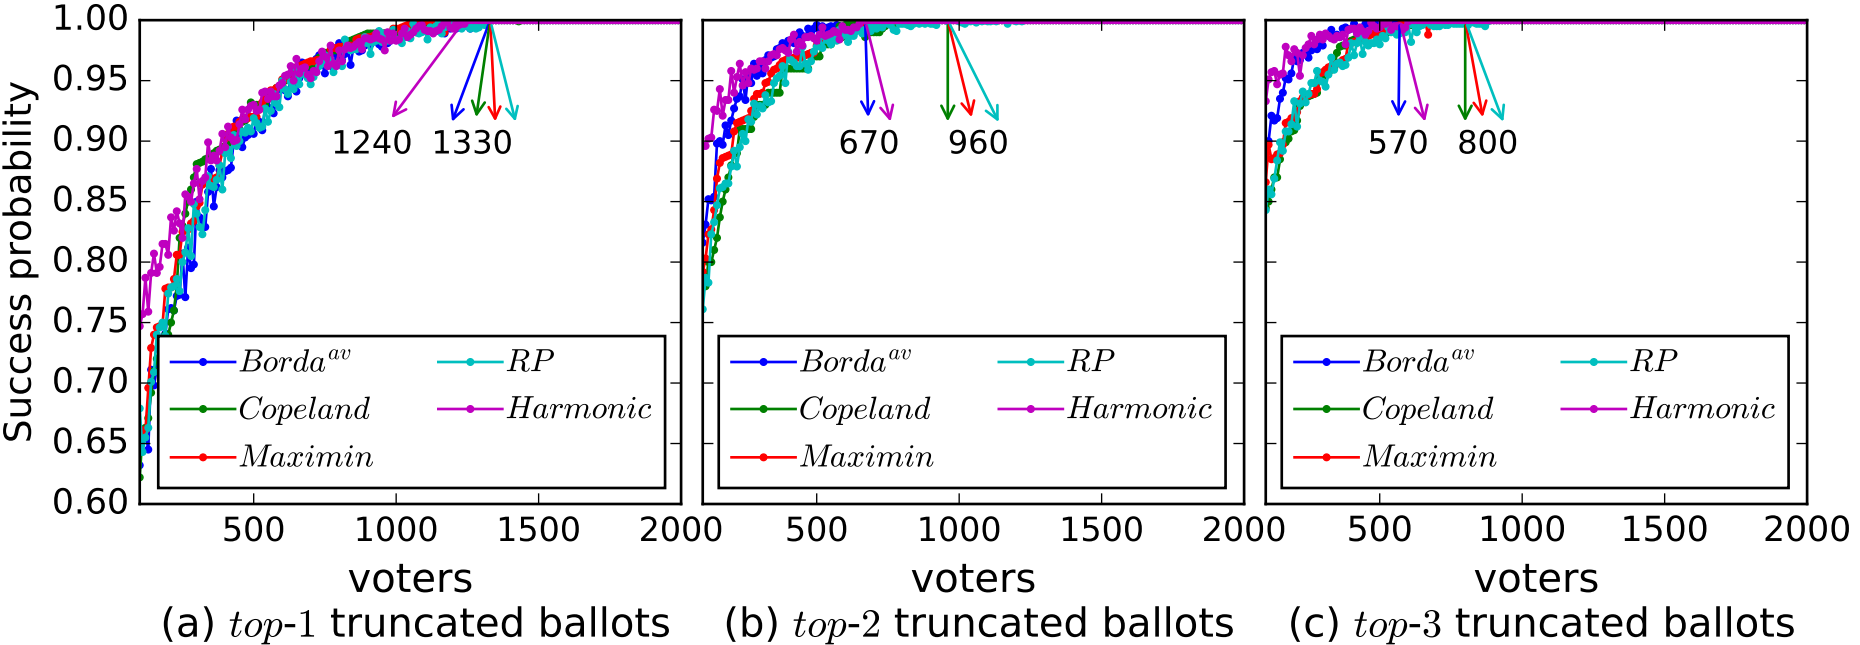 Success probability
1.00
0.95
0.90
0.85
0.80
0.75
0.70
0.65
0.60
1240 1330
Borda^av RP
Copeland Harmonic
Maximin
500 1000 1500 2000
voters
(a) top-1 truncated ballots
670 960
Borda^av RP
Copeland Harmonic
Maximin
500 1000 1500 2000
voters
(b) top-2 truncated ballots
570 800
Borda^av RP
Copeland Harmonic
Maximin
500 1000 1500 2000
voters
(c) top-3 truncated ballots